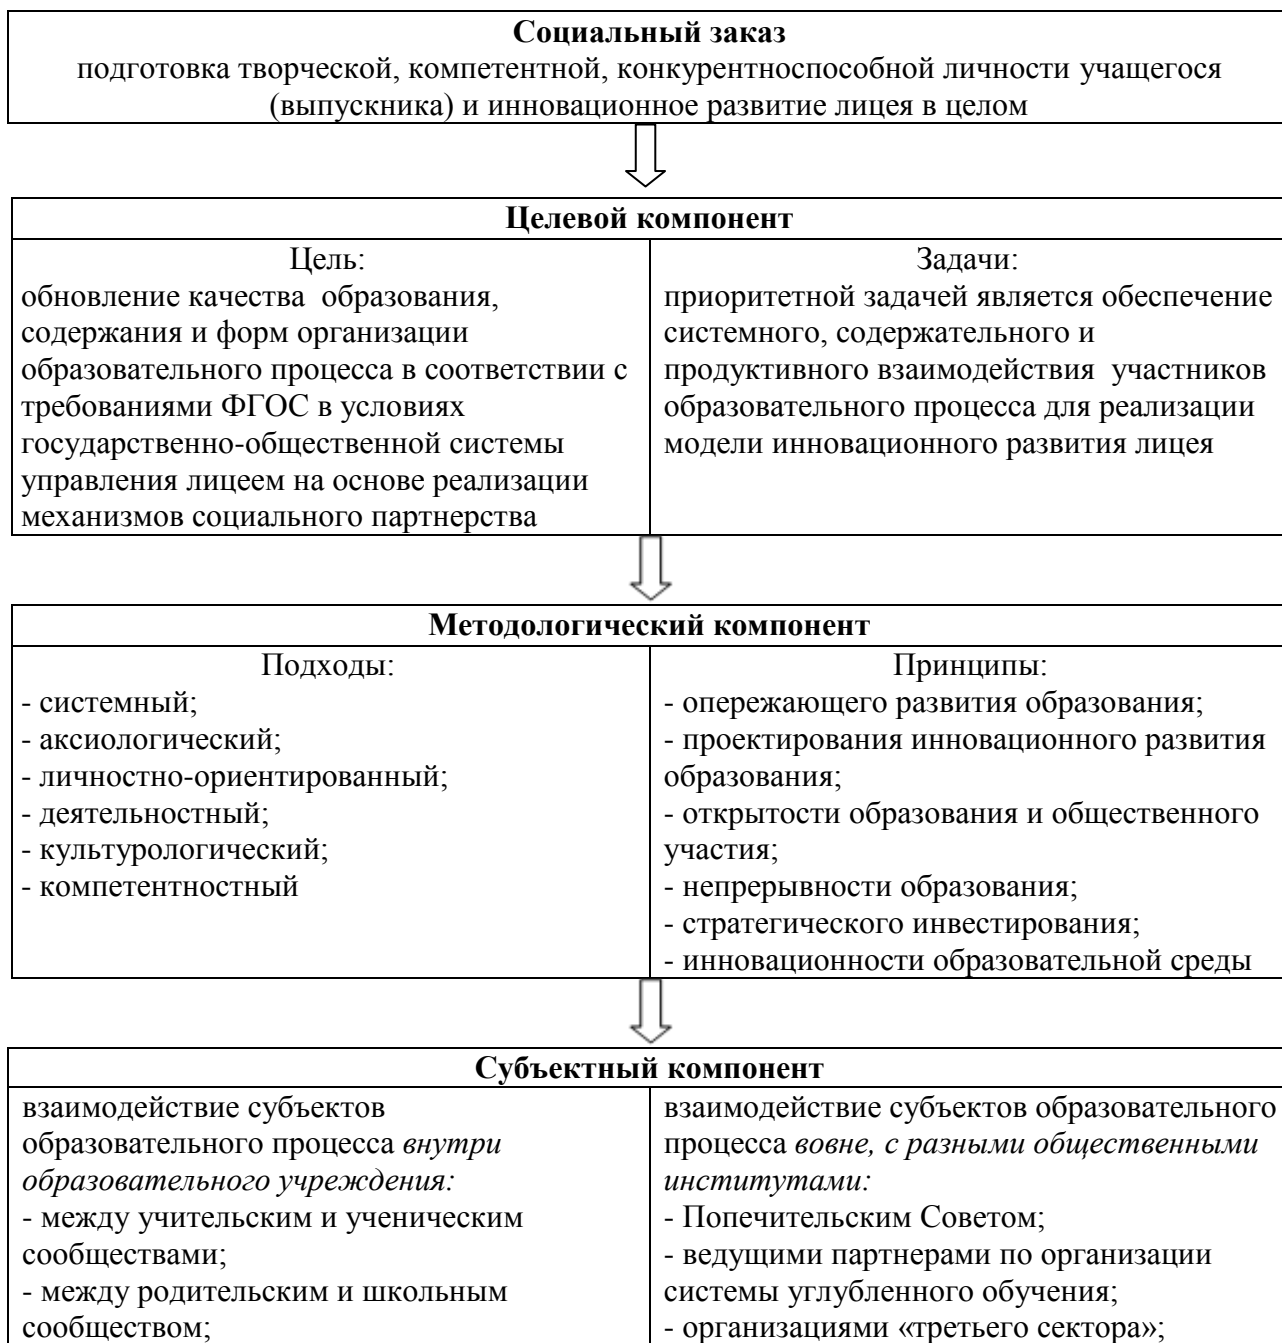 Социальный заказ
подготовка творческой, компетентной, конкурентноспособной личности учащегося
(выпускника) и инновационное развитие лицея в целом
Целевой компонент
Цель:
обновление качества образования,
содержания и форм организации
образовательного процесса в соответствии с
требованиями ФГОС в условиях
государственно-общественной системы
управления лицеем на основе реализации
механизмов социального партнерства
Задачи:
приоритетной задачей является обеспечение
системного, содержательного и
продуктивного взаимодействия участников
образовательного процесса для реализации
модели инновационного развития лицея
Методологический компонент
Подходы:
- системный;
- аксиологический;
- личностно-ориентированный;
- деятельностный;
- культурологический;
- компетентностный
Принципы:
- опережающего развития образования;
- проектирования инновационного развития
образования;
- открытости образования и общественного
участия;
- непрерывности образования;
- стратегического инвестирования;
- инновационности образовательной среды
Субъектный компонент
взаимодействие субъектов
образовательного процесса внутри
образовательного учреждения:
- между учительским и ученическим
сообществами;
- между родительским и школьным
сообществом;
взаимодействие субъектов образовательного
процесса вовне, с разными общественными
институтами:
- Попечительским Советом;
- ведущими партнерами по организации
системы углубленного обучения;
- организациями «третьего сектора»;